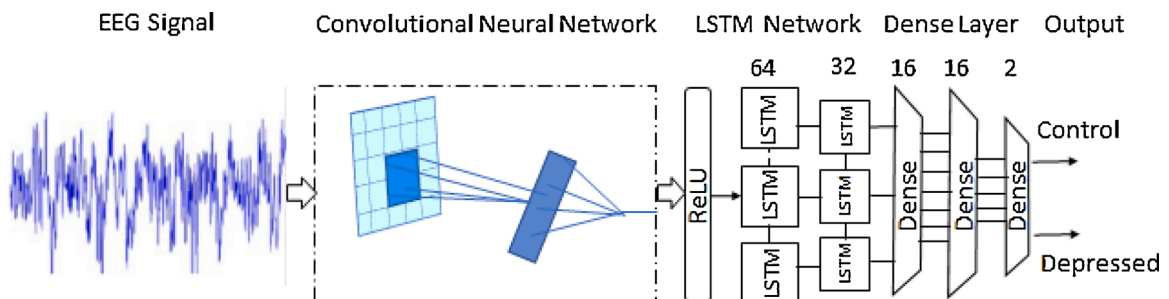 EEG Signal Convolutional Neural Network LSTM Network Dense Layer Output
64 32 16 16 2
ReLU
LSTM LSTM
LSTM LSTM
LSTM LSTM
Dense Dense Dense
Control
Depressed